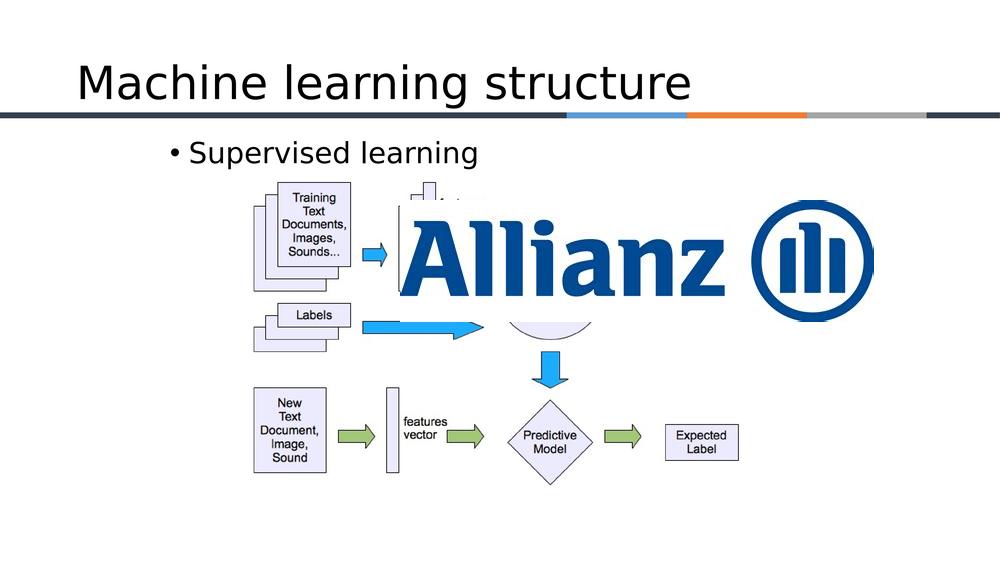 Machine learning structure
• Supervised learning
Training
Text
Documents,
Images,
Sounds...
Allianz
Labels
New
Text
Document,
Image,
Sound
features
vector
Predictive
Model
Expected
Label